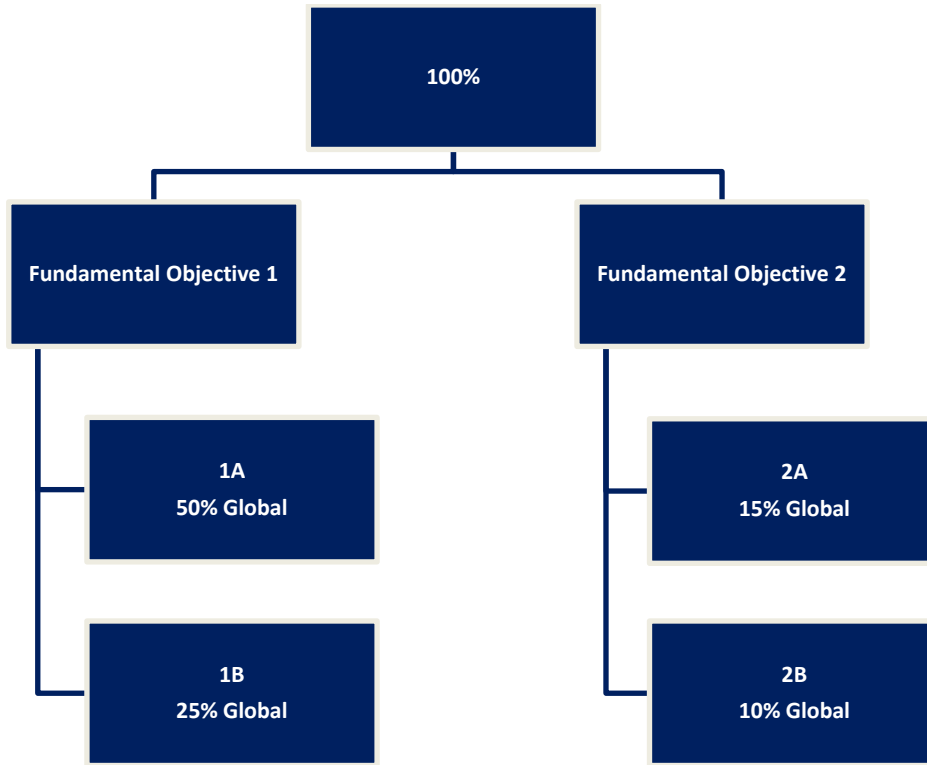 100%
Fundamental Objective 1
Fundamental Objective 2
1A
50% Global
2A
15% Global
1B
25% Global
2B
10% Global